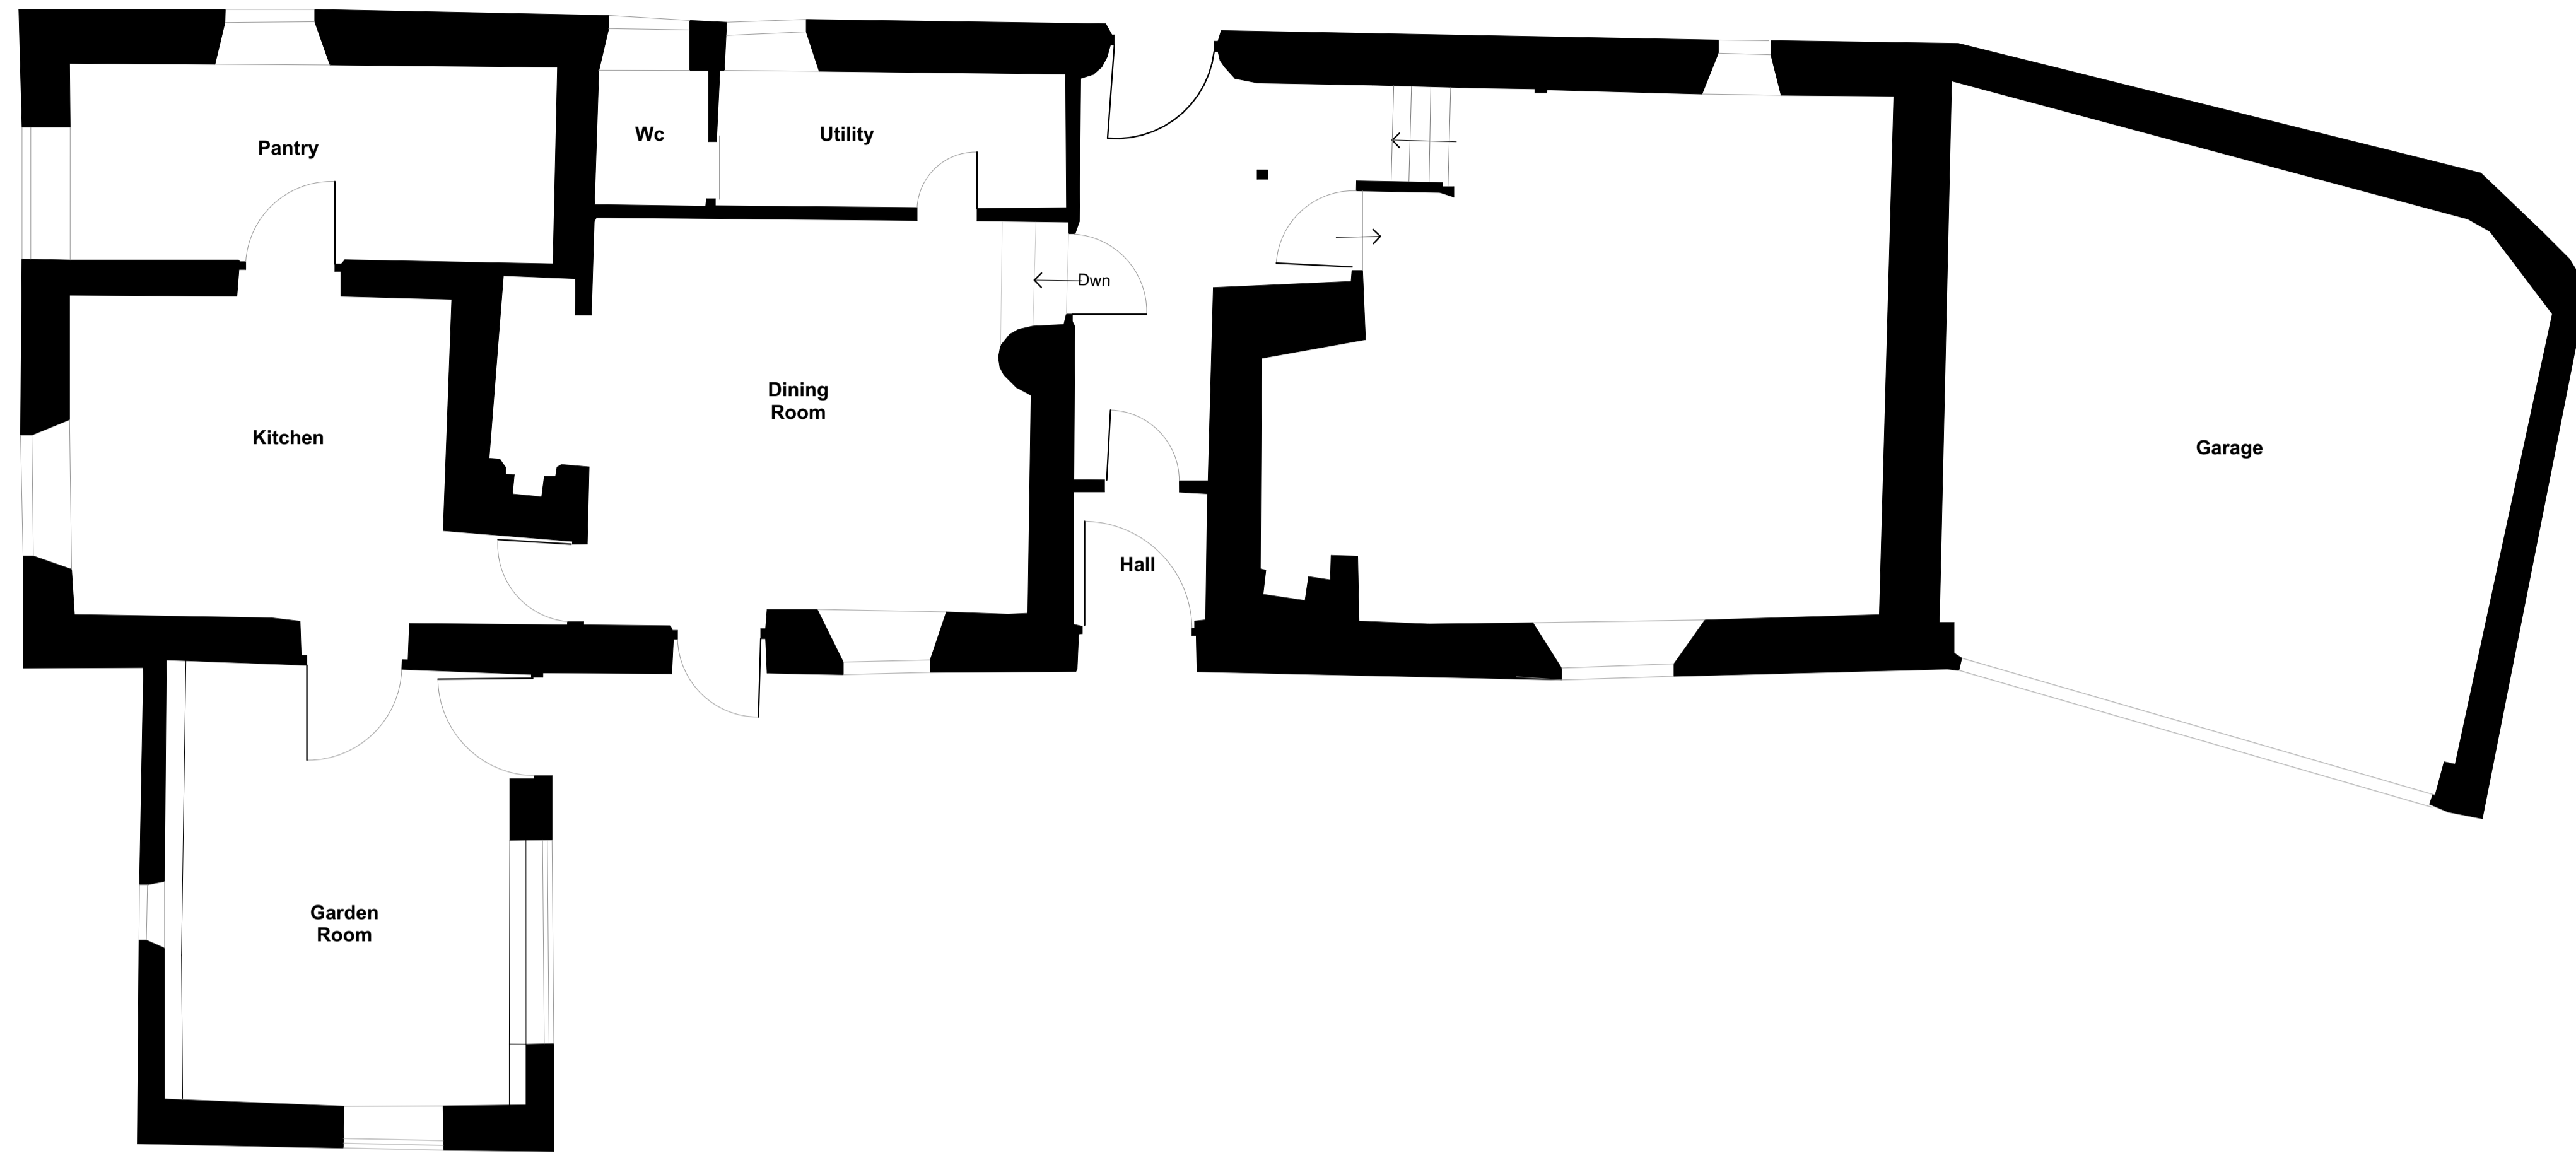 Pantry
Wc
Utility
Dwn
Dining
Room
Kitchen
Garage
Hall
Garden
Room